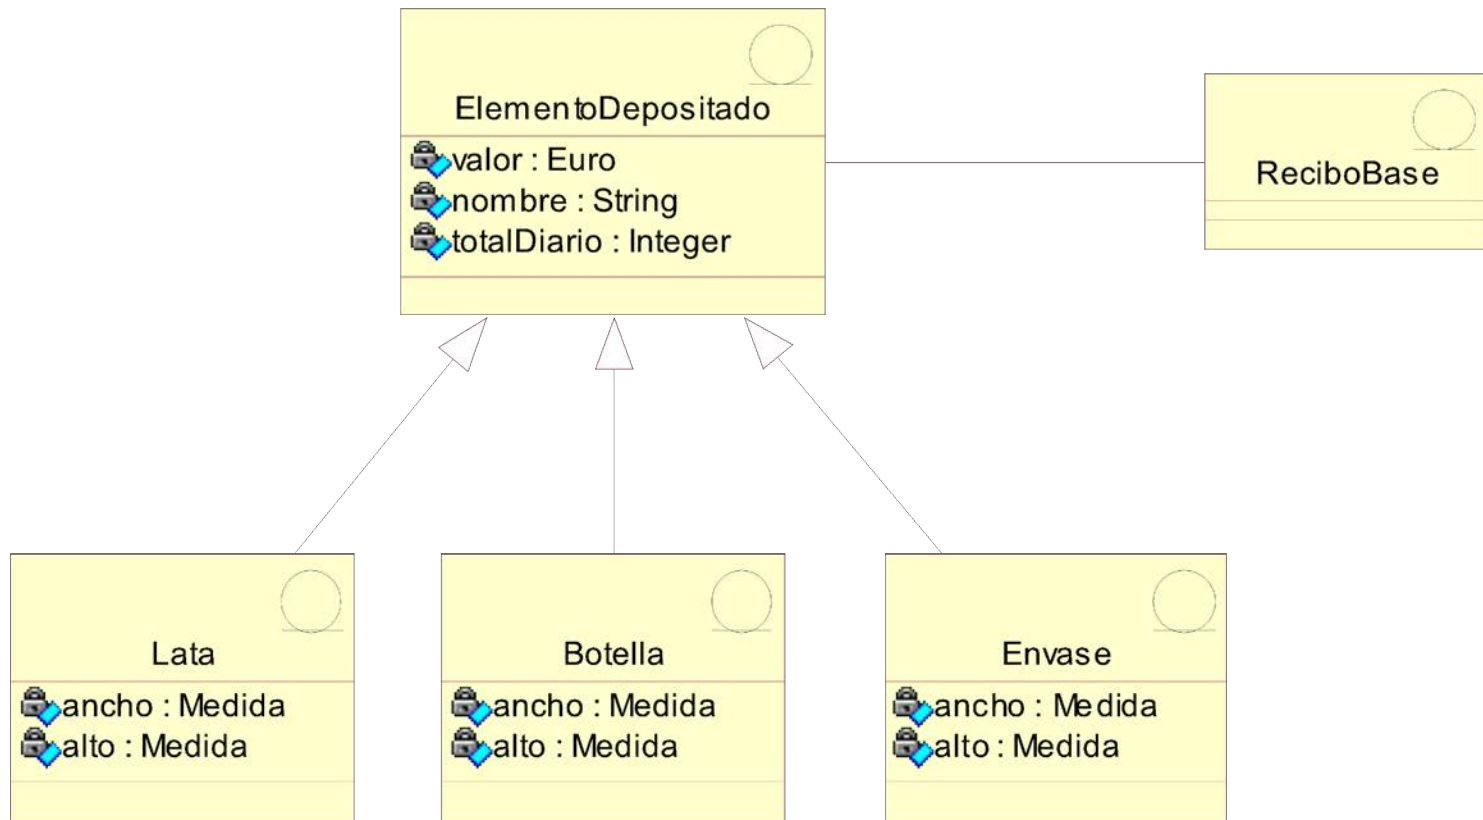 ElementoDepositado
valor : Euro
nombre : String
totalDiario : Integer
ReciboBase
Lata
ancho : Medida
alto : Medida
Botella
ancho : Medida
alto : Medida
Envase
ancho : Medida
alto : Medida